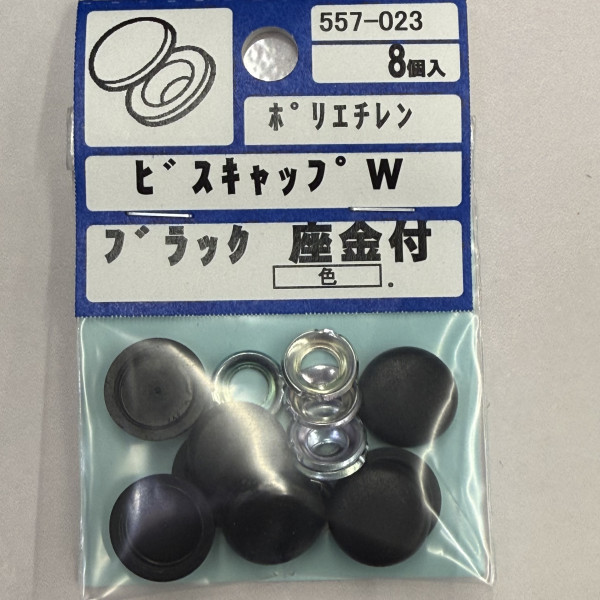 557-023
8個入
ポリエチレン
ビスキャップW
ブラック 座金付
色